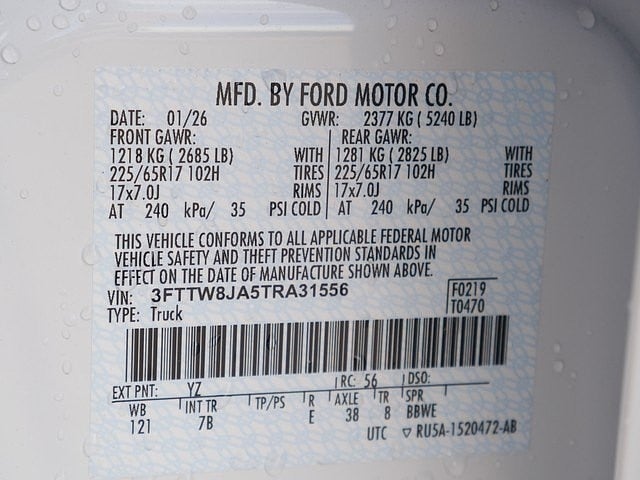 MFD. BY FORD MOTOR CO.
DATE: 01/26 GVWR: 2377 KG ( 5240 LB)
FRONT GAWR: REAR GAWR:
1218 KG ( 2685 LB) WITH 1281 KG ( 2825 LB) WITH
225/65R17 102H TIRES 225/65R17 102H TIRES
17x7.0J RIMS 17x7.0J RIMS
AT 240 kPa/ 35 PSI COLD AT 240 kPa/ 35 PSI COLD
THIS VEHICLE CONFORMS TO ALL APPLICABLE FEDERAL MOTOR
VEHICLE SAFETY AND THEFT PREVENTION STANDARDS IN
EFFECT ON THE DATE OF MANUFACTURE SHOWN ABOVE.
VIN: 3FTTW8JA5TRA31556 F0219
TYPE: Truck T0470
EXT PNT: YZ RC: 56 DSO:
WB INT TR TP/PS R AXLE TR SPR
121 7B E 38 8 BBWE
UTC ▽ RU5A-1520472-AB